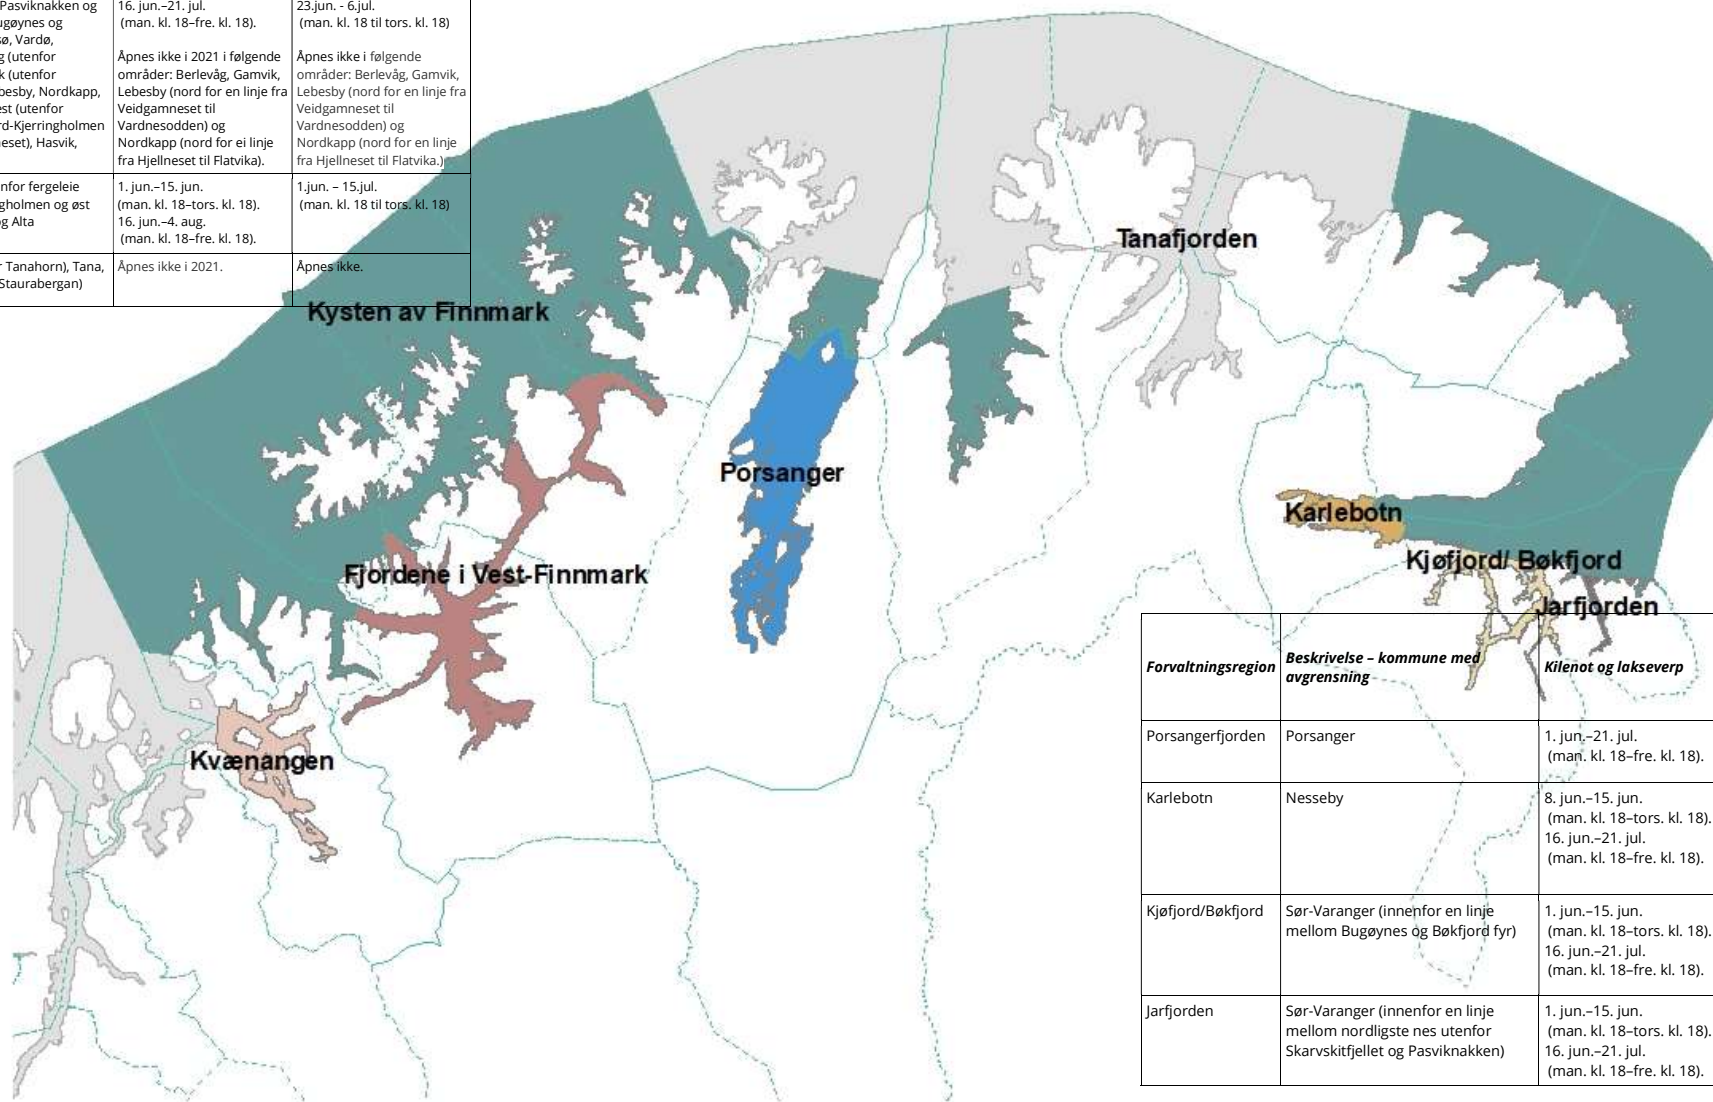 Pasviknakken og
ugøynes og
sø, Vardø,
g (utenfor
k (utenfor
besby, Nordkapp,
est (utenfor
rd-Kjerringholmen
eset), Hasvik,
16. jun.–21. jul.
(man. kl. 18–fre. kl. 18).
Åpnes ikke i 2021 i følgende
områder: Berlevåg, Gamvik,
Lebesby (nord for en linje fra
Veidgamneset til
Vardnesodden) og
Nordkapp (nord for ei linje
fra Hjellneset til Flatvika).
23.jun. - 6.jul.
(man. kl. 18 til tors. kl. 18)
Åpnes ikke i følgende
områder: Berlevåg, Gamvik,
Lebesby (nord for en linje fra
Veidgamneset til
Vardnesodden) og
Nordkapp (nord for en linje
fra Hjellneset til Flatvika.)
nfor fergeleie
gholmen og øst
og Alta
1. jun.–15. jun.
(man. kl. 18–tors. kl. 18).
16. jun.–4. aug.
(man. kl. 18–fre. kl. 18).
1.jun. – 15.jul.
(man. kl. 18 til tors. kl. 18)
r Tanahorn), Tana,
Staurabergan)
Åpnes ikke i 2021.
Åpnes ikke.
Tanafjorden
Kysten av Finnmark
Porsanger
Karlebotn
Kjøfjord/ Bøkfjord
Fjordene i Vest-Finnmark
Jarfjorden
Kvænangen
Forvaltningsregion
Beskrivelse – kommune med
avgrensning
Kilenot og lakseverp
Porsangerfjorden
Porsanger
1. jun.–21. jul.
(man. kl. 18–fre. kl. 18).
Karlebotn
Nesseby
8. jun.–15. jun.
(man. kl. 18–tors. kl. 18).
16. jun.–21. jul.
(man. kl. 18–fre. kl. 18).
Kjøfjord/Bøkfjord
Sør-Varanger (innenfor en linje
mellom Bugøynes og Bøkfjord fyr)
1. jun.–15. jun.
(man. kl. 18–tors. kl. 18).
16. jun.–21. jul.
(man. kl. 18–fre. kl. 18).
Jarfjorden
Sør-Varanger (innenfor en linje
mellom nordligste nes utenfor
Skarvskitfjellet og Pasviknakken)
1. jun.–15. jun.
(man. kl. 18–tors. kl. 18).
16. jun.–21. jul.
(man. kl. 18–fre. kl. 18).